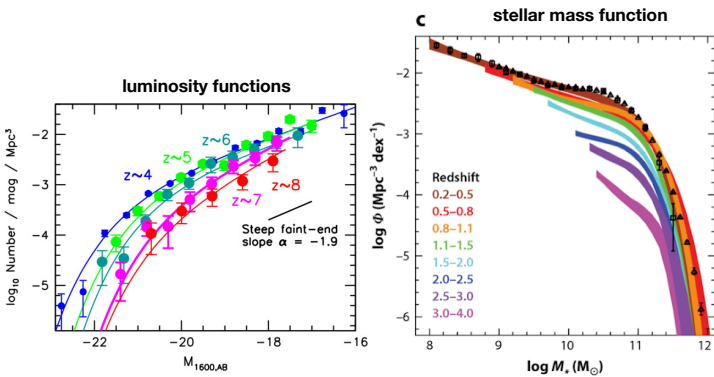 luminosity functions
log₁₀ Number / mag / Mpc³
-2
-3
-4
-5
z~4
z~5
z~6
z~7
z~8
Steep faint-end
slope α = -1.9
-22
-20
-18
-16
M₁₆₀₀,AB
c
stellar mass function
log Φ (Mpc⁻³ dex⁻¹)
-2
-3
-4
-5
-6
Redshift
0.2–0.5
0.5–0.8
0.8–1.1
1.1–1.5
1.5–2.0
2.0–2.5
2.5–3.0
3.0–4.0
8
9
10
11
12
log M* (M⊙)